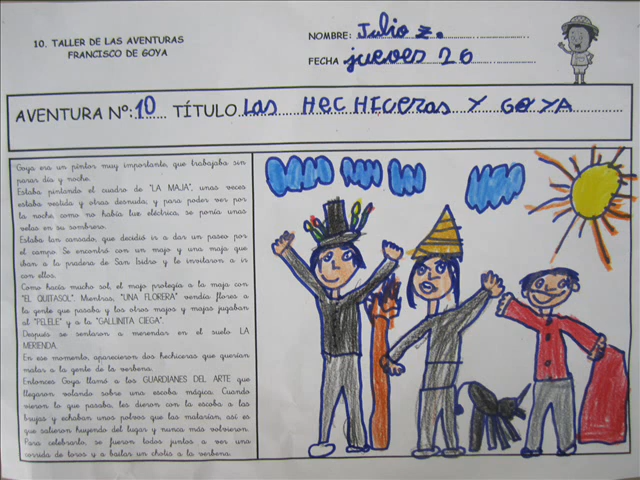 10. TALLER DE LAS AVENTURAS
FRANCISCO DE GOYA
NOMBRE: Julio Z.
FECHA jueves 26
AVENTURA Nº: 10 TÍTULO Las HecHiceras Y GOYA
Goya era un pintor muy importante, que trabajaba sin
parar día y noche.
Estaba pintando el cuadro de "LA MAJA", unas veces
estaba vestida y otras desnuda; y para poder ver por
la noche como no había luz eléctrica, se ponía unas
velas en su sombrero.
Estaba tan cansado, que decidió ir a dar un paseo por
el campo. Se encontró con un majo y una maja que
iban a la pradera de San Isidro y le invitaron a ir
con ellos.
Como hacía mucho sol, el majo protegía a la maja con
"EL QUITASOL". Mientras, "UNA FLORERA" vendía flores a
la gente que pasaba y los otros majos y majas jugaban
al "PELELE" y a la "GALLINITA CIEGA".
Después se sentaron a merendar en el suelo LA
MERIENDA.
En ese momento, aparecieron dos hechiceras que querían
matar a la gente de la verbena.
Entonces Goya llamó a los GUARDIANES DEL ARTE que
llegaron volando sobre una escoba mágica. Cuando
vieron lo que pasaba, les dieron con la escoba a las
brujas y echaban unos polvos que las matarían, así es
que salieron huyendo del lugar y nunca más volvieron.
Para celebrarlo, se fueron todos juntos a ver una
corrida de toros y a bailar un chotis a la verbena.